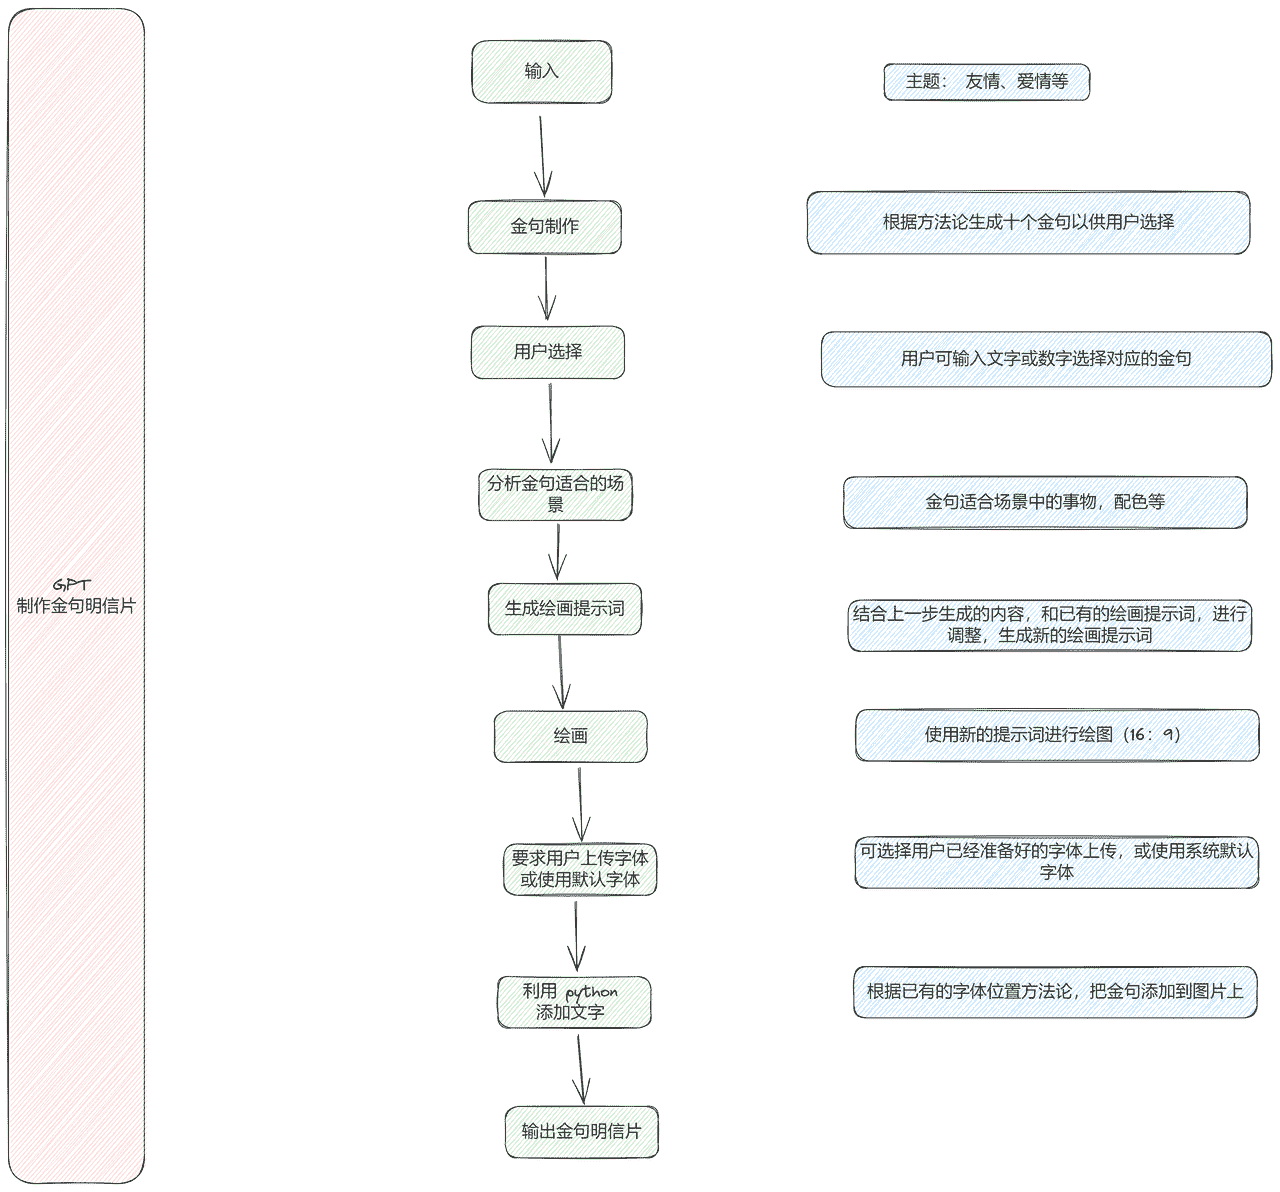 GPT
制作金句明信片
输入
主题： 友情、爱情等
金句制作
根据方法论生成十个金句以供用户选择
用户选择
用户可输入文字或数字选择对应的金句
分析金句适合的场
景
金句适合场景中的事物，配色等
生成绘画提示词
结合上一步生成的内容，和已有的绘画提示词，进行
调整，生成新的绘画提示词
绘画
使用新的提示词进行绘图（16：9）
要求用户上传字体
或使用默认字体
可选择用户已经准备好的字体上传，或使用系统默认
字体
利用 python
添加文字
根据已有的字体位置方法论，把金句添加到图片上
输出金句明信片